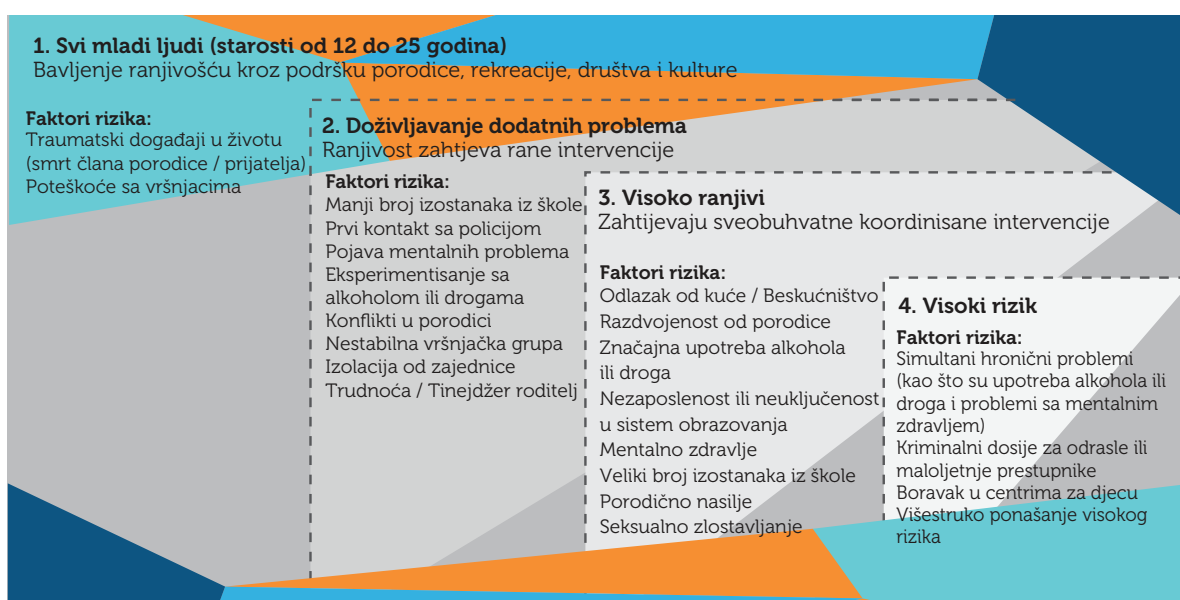 1. Svi mladi ljudi (starosti od 12 do 25 godina)
Bavljenje ranjivošću kroz podršku porodice, rekreacije, društva i kulture
Faktori rizika:
Traumatski događaji u životu
(smrt člana porodice / prijatelja)
Poteškoće sa vršnjacima
2. Doživljavanje dodatnih problema
Ranjivost zahtjeva rane intervencije
Faktori rizika:
Manji broj izostanaka iz škole
Prvi kontakt sa policijom
Pojava mentalnih problema
Eksperimentisanje sa
alkoholom ili drogama
Konflikti u porodici
Nestabilna vršnjačka grupa
Izolacija od zajednice
Trudnoća / Tinejdžer roditelj
3. Visoko ranjivi
Zahtijevaju sveobuhvatne koordinisane intervencije
Faktori rizika:
Odlazak od kuće / Beskućništvo
Razdvojenost od porodice
Značajna upotreba alkohola
ili droga
Nezaposlenost ili neuključenost
u sistem obrazovanja
Mentalno zdravlje
Veliki broj izostanaka iz škole
Porodično nasilje
Seksualno zlostavljanje
4. Visoki rizik
Faktori rizika:
Simultani hronični problemi
(kao što su upotreba alkohola ili
droga i problemi sa mentalnim
zdravljem)
Kriminalni dosije za odrasle ili
maloljetnje prestupnike
Boravak u centrima za djecu
Višestruko ponašanje visokog
rizika